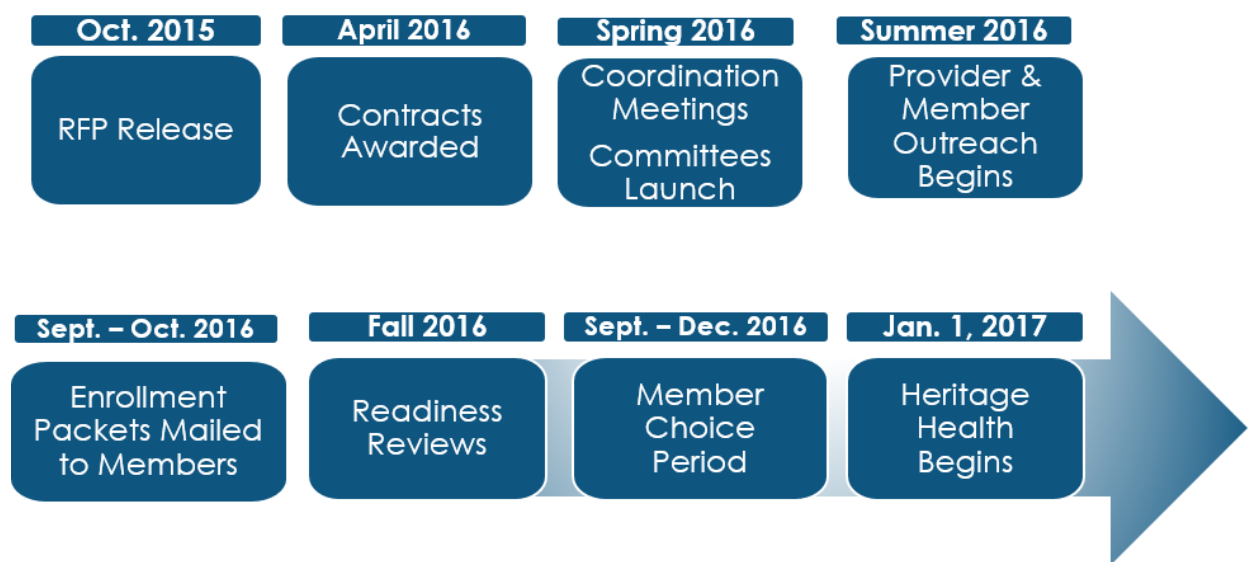 Oct. 2015
RFP Release
April 2016
Contracts
Awarded
Spring 2016
Coordination
Meetings
Committees
Launch
Summer 2016
Provider &
Member
Outreach
Begins
Sept. – Oct. 2016
Enrollment
Packets Mailed
to Members
Fall 2016
Readiness
Reviews
Sept. – Dec. 2016
Member
Choice
Period
Jan. 1, 2017
Heritage
Health
Begins